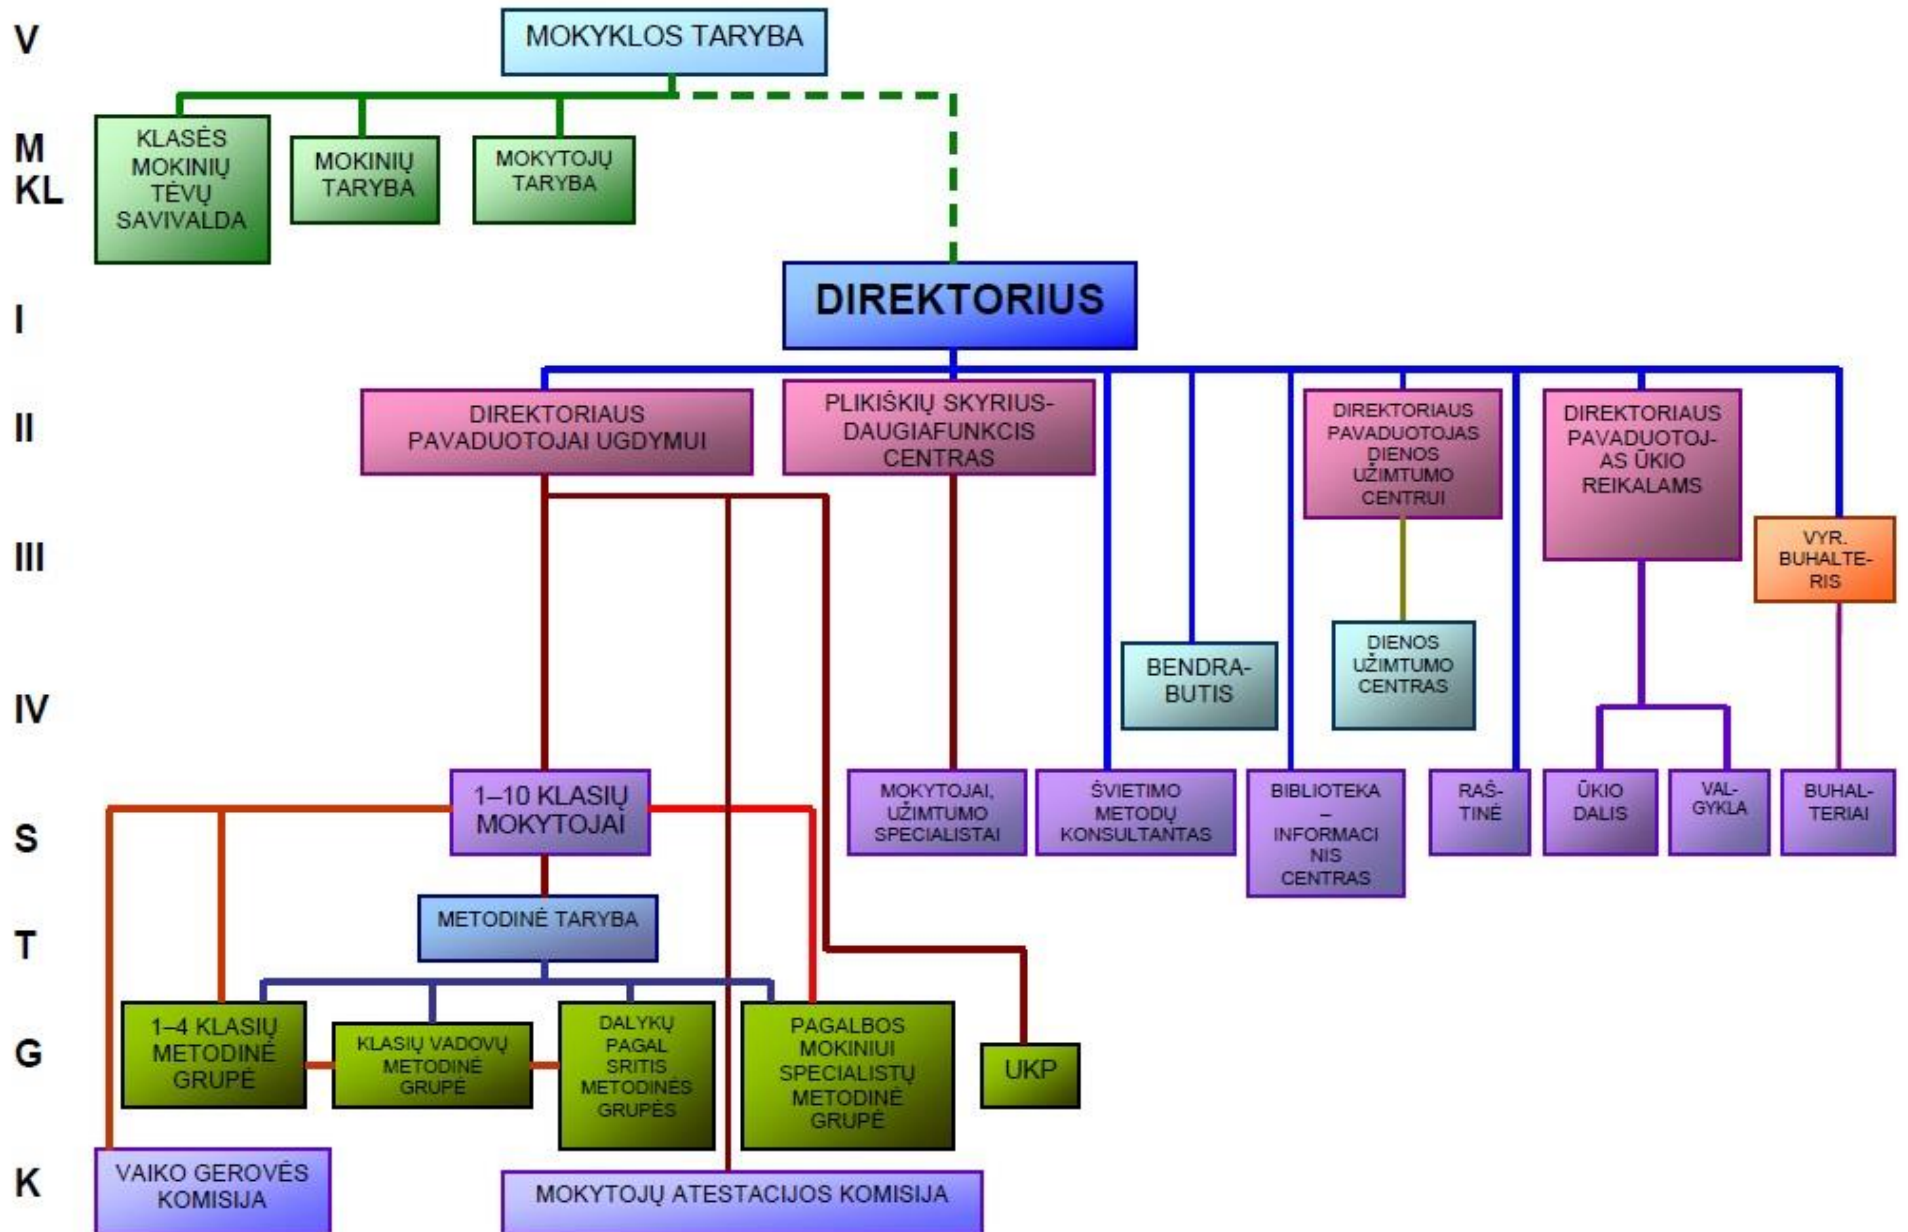 V
MOKYKLOS TARYBA
M
KL
KLASĖS
MOKINIŲ
TĖVŲ
SAVIVALDA
MOKINIŲ
TARYBA
MOKYTOJŲ
TARYBA
I
DIREKTORIUS
II
DIREKTORIAUS
PAVADUOTOJAI UGDYMUI
PLIKIŠKIŲ SKYRIUS-
DAUGIAFUNKCIS
CENTRAS
DIREKTORIAUS
PAVADUOTOJAS
DIENOS
UŽIMTUMO
CENTRUI
DIREKTORIAUS
PAVADUOTOJ-
AS ŪKIO
REIKALAMS
III
VYR.
BUHALTE-
RIS
IV
BENDRA-
BUTIS
DIENOS
UŽIMTUMO
CENTRAS
S
1–10 KLASIŲ
MOKYTOJAI
MOKYTOJAI,
UŽIMTUMO
SPECIALISTAI
ŠVIETIMO
METODŲ
KONSULTANTAS
BIBLIOTEKA
–
INFORMACI
NIS
CENTRAS
RAŠ-
TINĖ
ŪKIO
DALIS
VAL-
GYKLA
BUHAL-
TERIAI
T
METODINĖ TARYBA
G
1–4 KLASIŲ
METODINĖ
GRUPĖ
KLASIŲ VADOVŲ
METODINĖ
GRUPĖ
DALYKŲ
PAGAL
SRITIS
METODINĖS
GRUPĖS
PAGALBOS
MOKINIUI
SPECIALISTŲ
METODINĖ
GRUPĖ
UKP
K
VAIKO GEROVĖS
KOMISIJA
MOKYTOJŲ ATESTACIJOS KOMISIJA